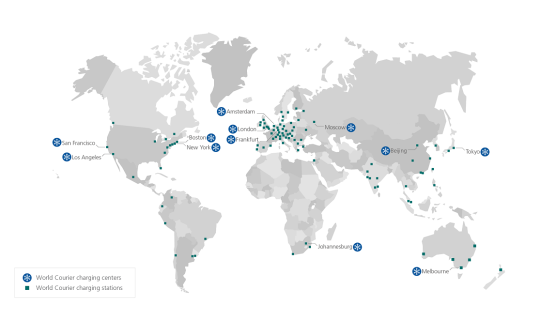 Amsterdam
London
Frankfurt
Moscow
Boston
New York
San Francisco
Los Angeles
Beijing
Tokyo
Johannesburg
Melbourne
World Courier charging centers
World Courier charging stations